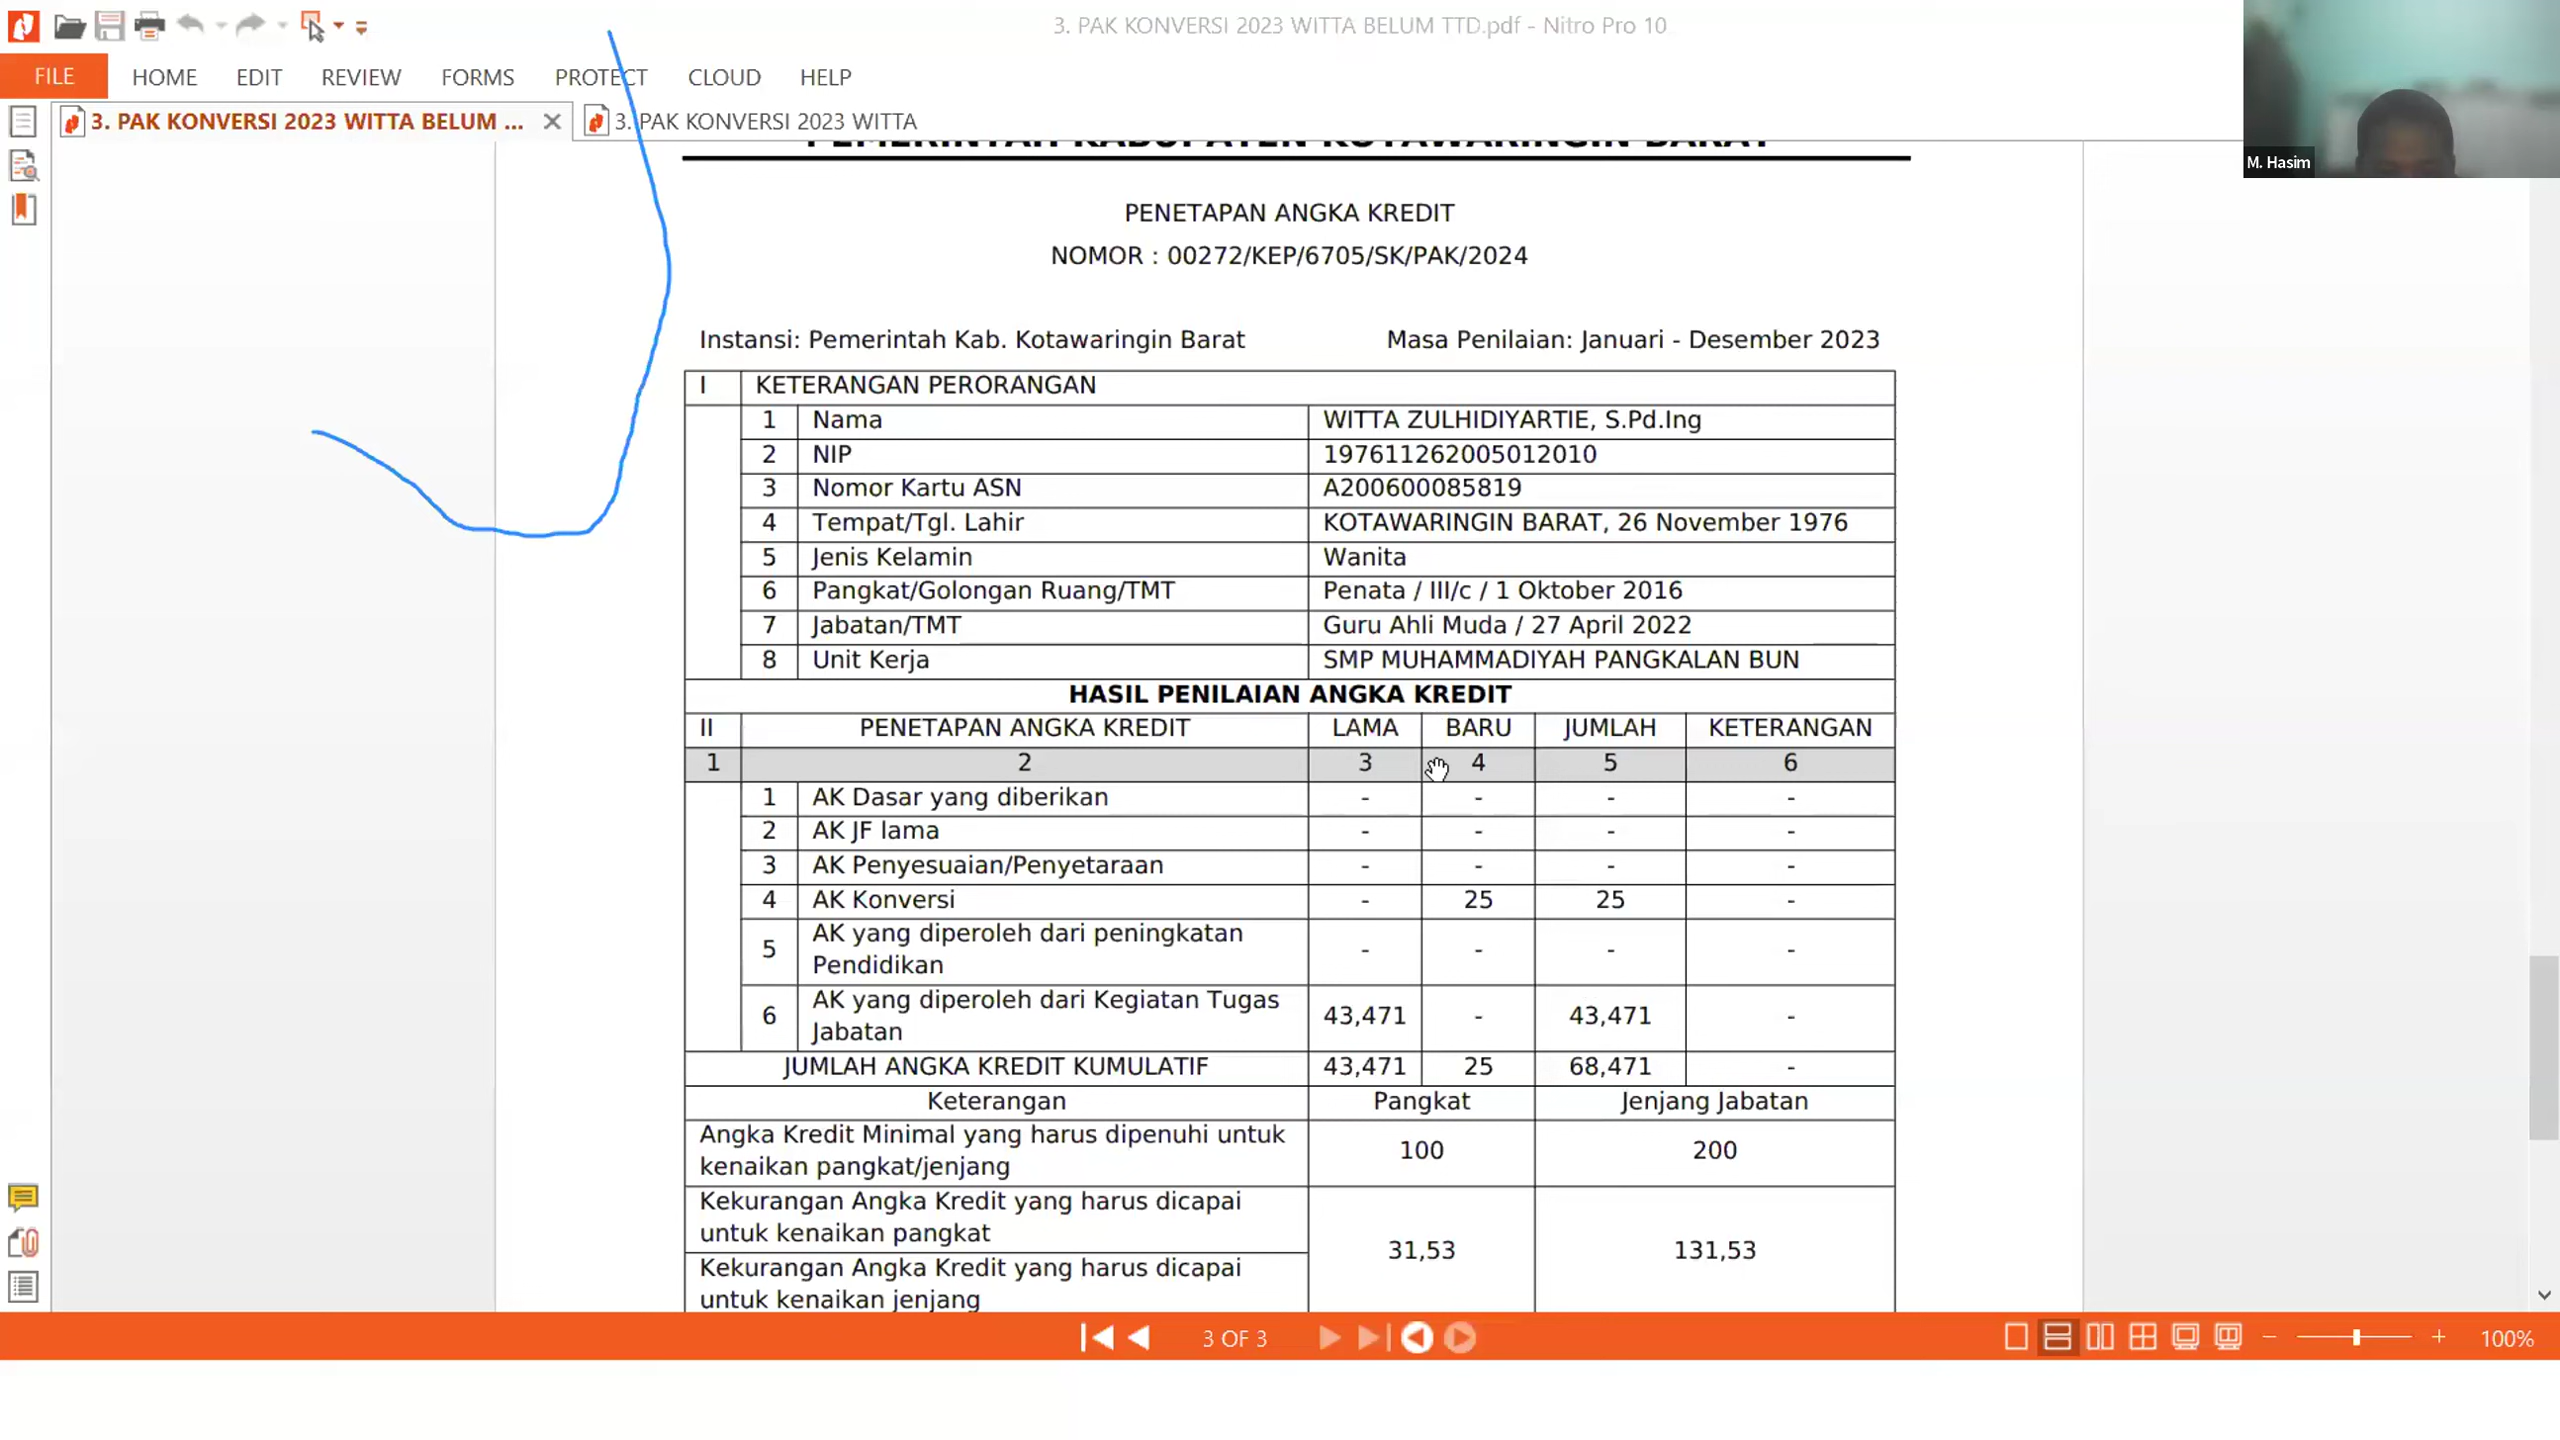 3. PAK KONVERSI 2023 WITTA BELUM TTD.pdf - Nitro Pro 10
FILE HOME EDIT REVIEW FORMS PROTECT CLOUD HELP
3. PAK KONVERSI 2023 WITTA BELUM ... 3. PAK KONVERSI 2023 WITTA
M. Hasim
PEMERINTAH KABUPATEN KOTAWARINGIN BARAT
PENETAPAN ANGKA KREDIT
NOMOR : 00272/KEP/6705/SK/PAK/2024
Instansi: Pemerintah Kab. Kotawaringin Barat Masa Penilaian: Januari - Desember 2023
I KETERANGAN PERORANGAN
1 Nama WITTA ZULHIDIYARTIE, S.Pd.Ing
2 NIP 197611262005012010
3 Nomor Kartu ASN A200600085819
4 Tempat/Tgl. Lahir KOTAWARINGIN BARAT, 26 November 1976
5 Jenis Kelamin Wanita
6 Pangkat/Golongan Ruang/TMT Penata / III/c / 1 Oktober 2016
7 Jabatan/TMT Guru Ahli Muda / 27 April 2022
8 Unit Kerja SMP MUHAMMADIYAH PANGKALAN BUN
HASIL PENILAIAN ANGKA KREDIT
II PENETAPAN ANGKA KREDIT LAMA BARU JUMLAH KETERANGAN
1 2 3 4 5 6
1 AK Dasar yang diberikan - - - -
2 AK JF lama - - - -
3 AK Penyesuaian/Penyetaraan - - - -
4 AK Konversi - 25 25 -
5 AK yang diperoleh dari peningkatan
Pendidikan - - - -
6 AK yang diperoleh dari Kegiatan Tugas
Jabatan 43,471 - 43,471 -
JUMLAH ANGKA KREDIT KUMULATIF 43,471 25 68,471 -
Keterangan Pangkat Jenjang Jabatan
Angka Kredit Minimal yang harus dipenuhi untuk
kenaikan pangkat/jenjang 100 200
Kekurangan Angka Kredit yang harus dicapai
untuk kenaikan pangkat 31,53 131,53
Kekurangan Angka Kredit yang harus dicapai
untuk kenaikan jenjang
3 OF 3
100%